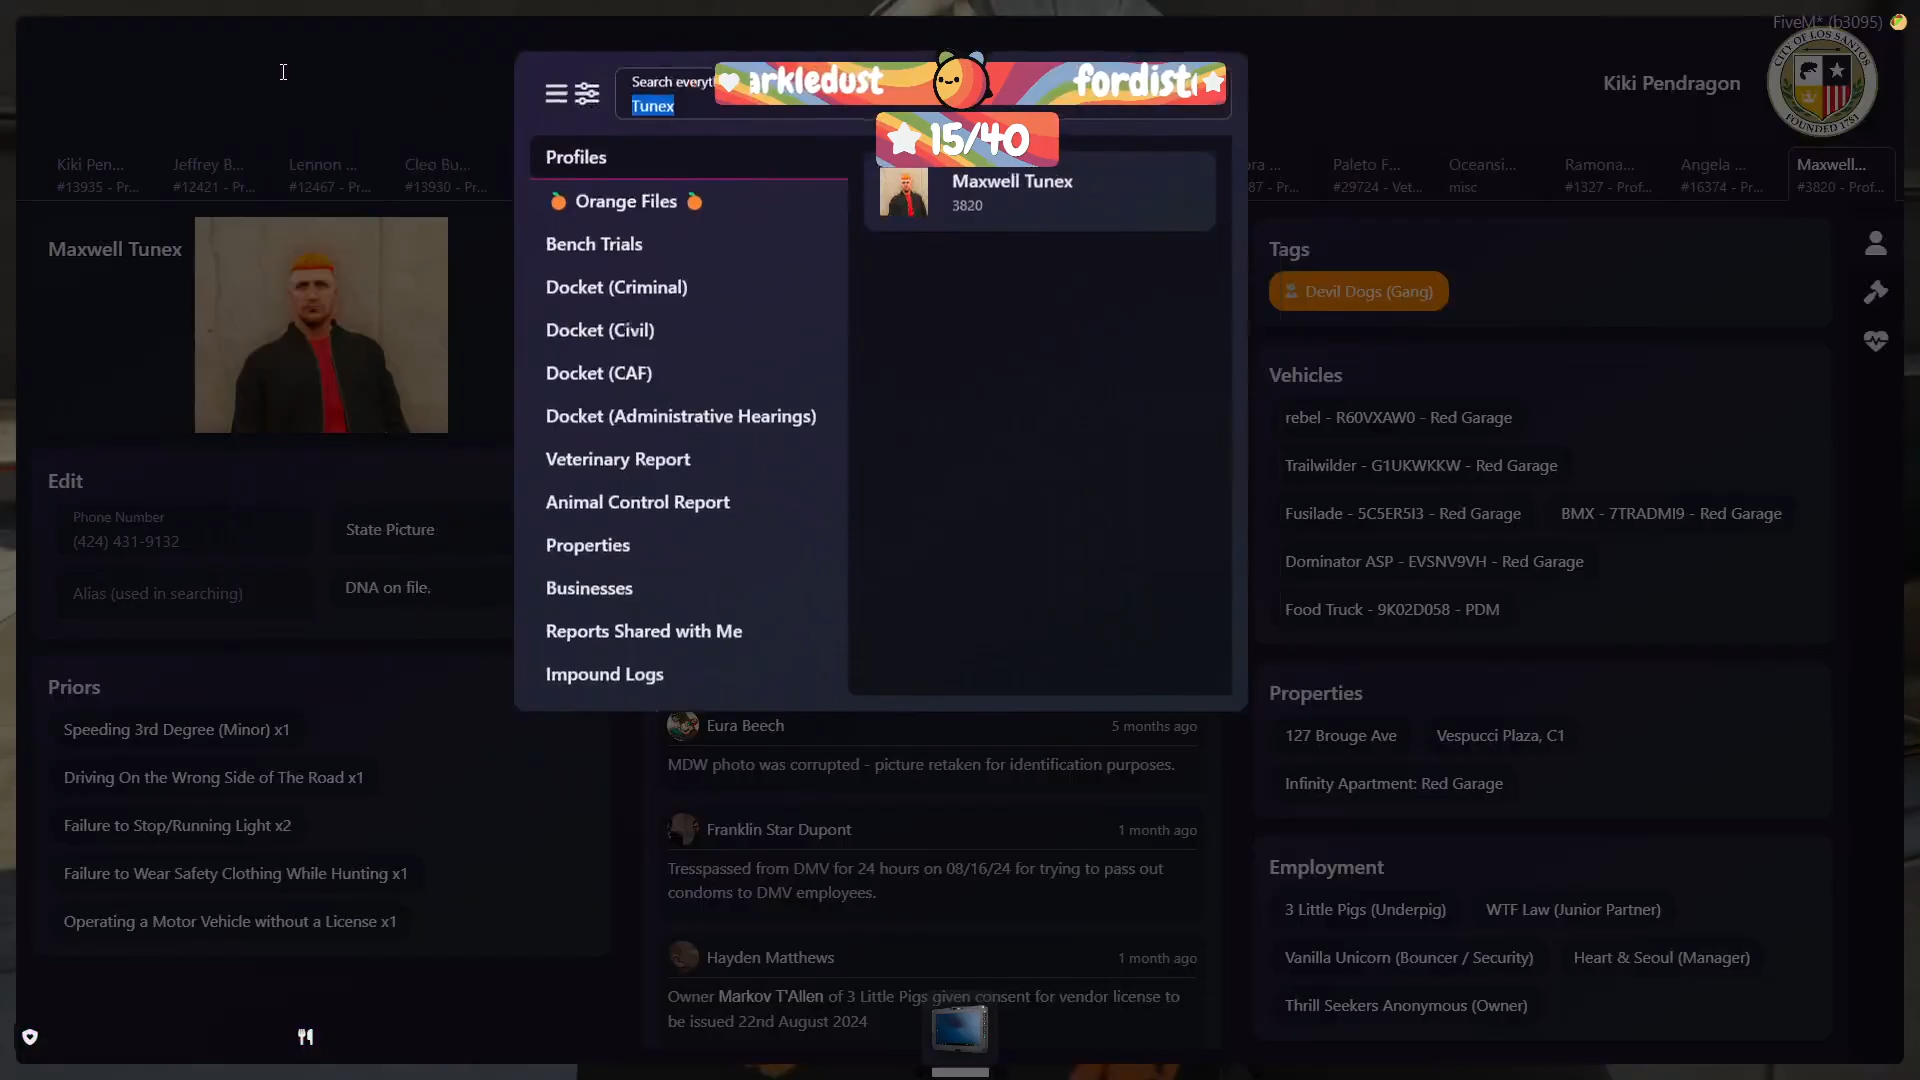 FiveM* (b3095)
Kiki Pendragon
CITY OF LOS SANTOS
FOUNDED 1781
Search everyt
Tunex
arkledust
fordist
15/40
Kiki Pen...
#13935 - Pr...
Jeffrey B...
#12421 - Pr...
Lennon ...
#12467 - Pr...
Cleo Bu...
#13930 - Pr...
ora ...
87 - Pr...
Paleto F...
#29724 - Vet...
Oceansi...
misc
Ramona...
#1327 - Prof...
Angela ...
#16374 - Pr...
Maxwell...
#3820 - Prof...
Profiles
Orange Files
Bench Trials
Docket (Criminal)
Docket (Civil)
Docket (CAF)
Docket (Administrative Hearings)
Veterinary Report
Animal Control Report
Properties
Businesses
Reports Shared with Me
Impound Logs
Maxwell Tunex
3820
Maxwell Tunex
Edit
Phone Number
(424) 431-9132
State Picture
Alias (used in searching)
DNA on file.
Priors
Speeding 3rd Degree (Minor) x1
Driving On the Wrong Side of The Road x1
Failure to Stop/Running Light x2
Failure to Wear Safety Clothing While Hunting x1
Operating a Motor Vehicle without a License x1
Eura Beech
5 months ago
MDW photo was corrupted - picture retaken for identification purposes.
Franklin Star Dupont
1 month ago
Tresspassed from DMV for 24 hours on 08/16/24 for trying to pass out
condoms to DMV employees.
Hayden Matthews
1 month ago
Owner Markov T'Allen of 3 Little Pigs given consent for vendor license to
be issued 22nd August 2024
Tags
Devil Dogs (Gang)
Vehicles
rebel - R60VXAW0 - Red Garage
Trailwilder - G1UKWKKW - Red Garage
Fusilade - 5C5ER5I3 - Red Garage
BMX - 7TRADMI9 - Red Garage
Dominator ASP - EVSNV9VH - Red Garage
Food Truck - 9K02D058 - PDM
Properties
127 Brouge Ave
Vespucci Plaza, C1
Infinity Apartment: Red Garage
Employment
3 Little Pigs (Underpig)
WTF Law (Junior Partner)
Vanilla Unicorn (Bouncer / Security)
Heart & Seoul (Manager)
Thrill Seekers Anonymous (Owner)